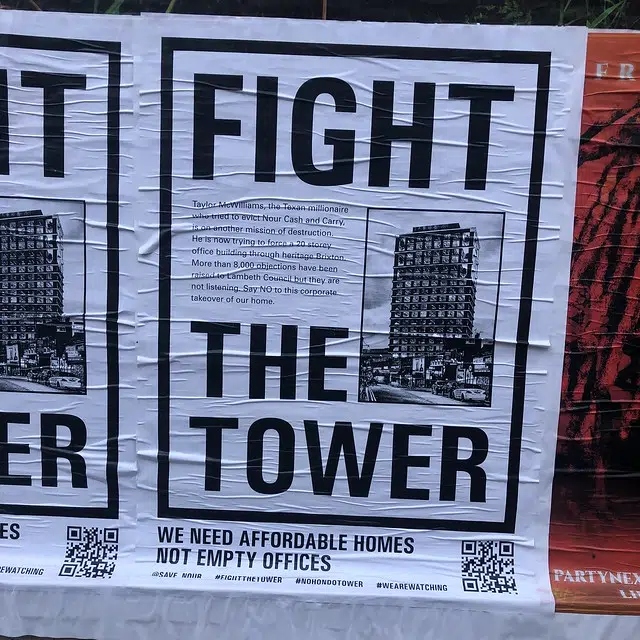 IT
ER
ES
EWATCHING
FIGHT
Taylor McWilliams, the Texan millionaire
who tried to evict Nour Cash and Carry,
is on another mission of destruction.
He is now trying to force a 20 storey
office building through heritage Brixton.
More than 8,000 objections have been
raised to Lambeth Council but they are
not listening. Say NO to this corporate
takeover of our home.
THE
TOWER
WE NEED AFFORDABLE HOMES
NOT EMPTY OFFICES
@SAVE_NOUR #FIGHTTHETOWER #NOHONDOTOWER #WEAREWATCHING
FR
PARTYNEX